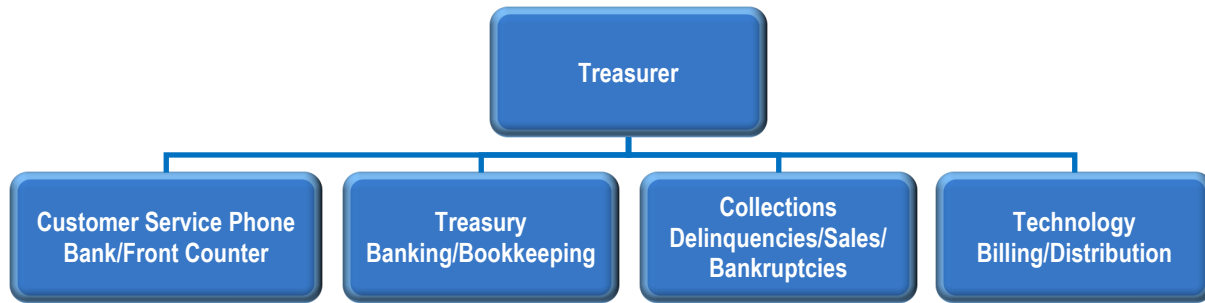 Treasurer
Customer Service Phone
Bank/Front Counter
Treasury
Banking/Bookkeeping
Collections
Delinquencies/Sales/
Bankruptcies
Technology
Billing/Distribution